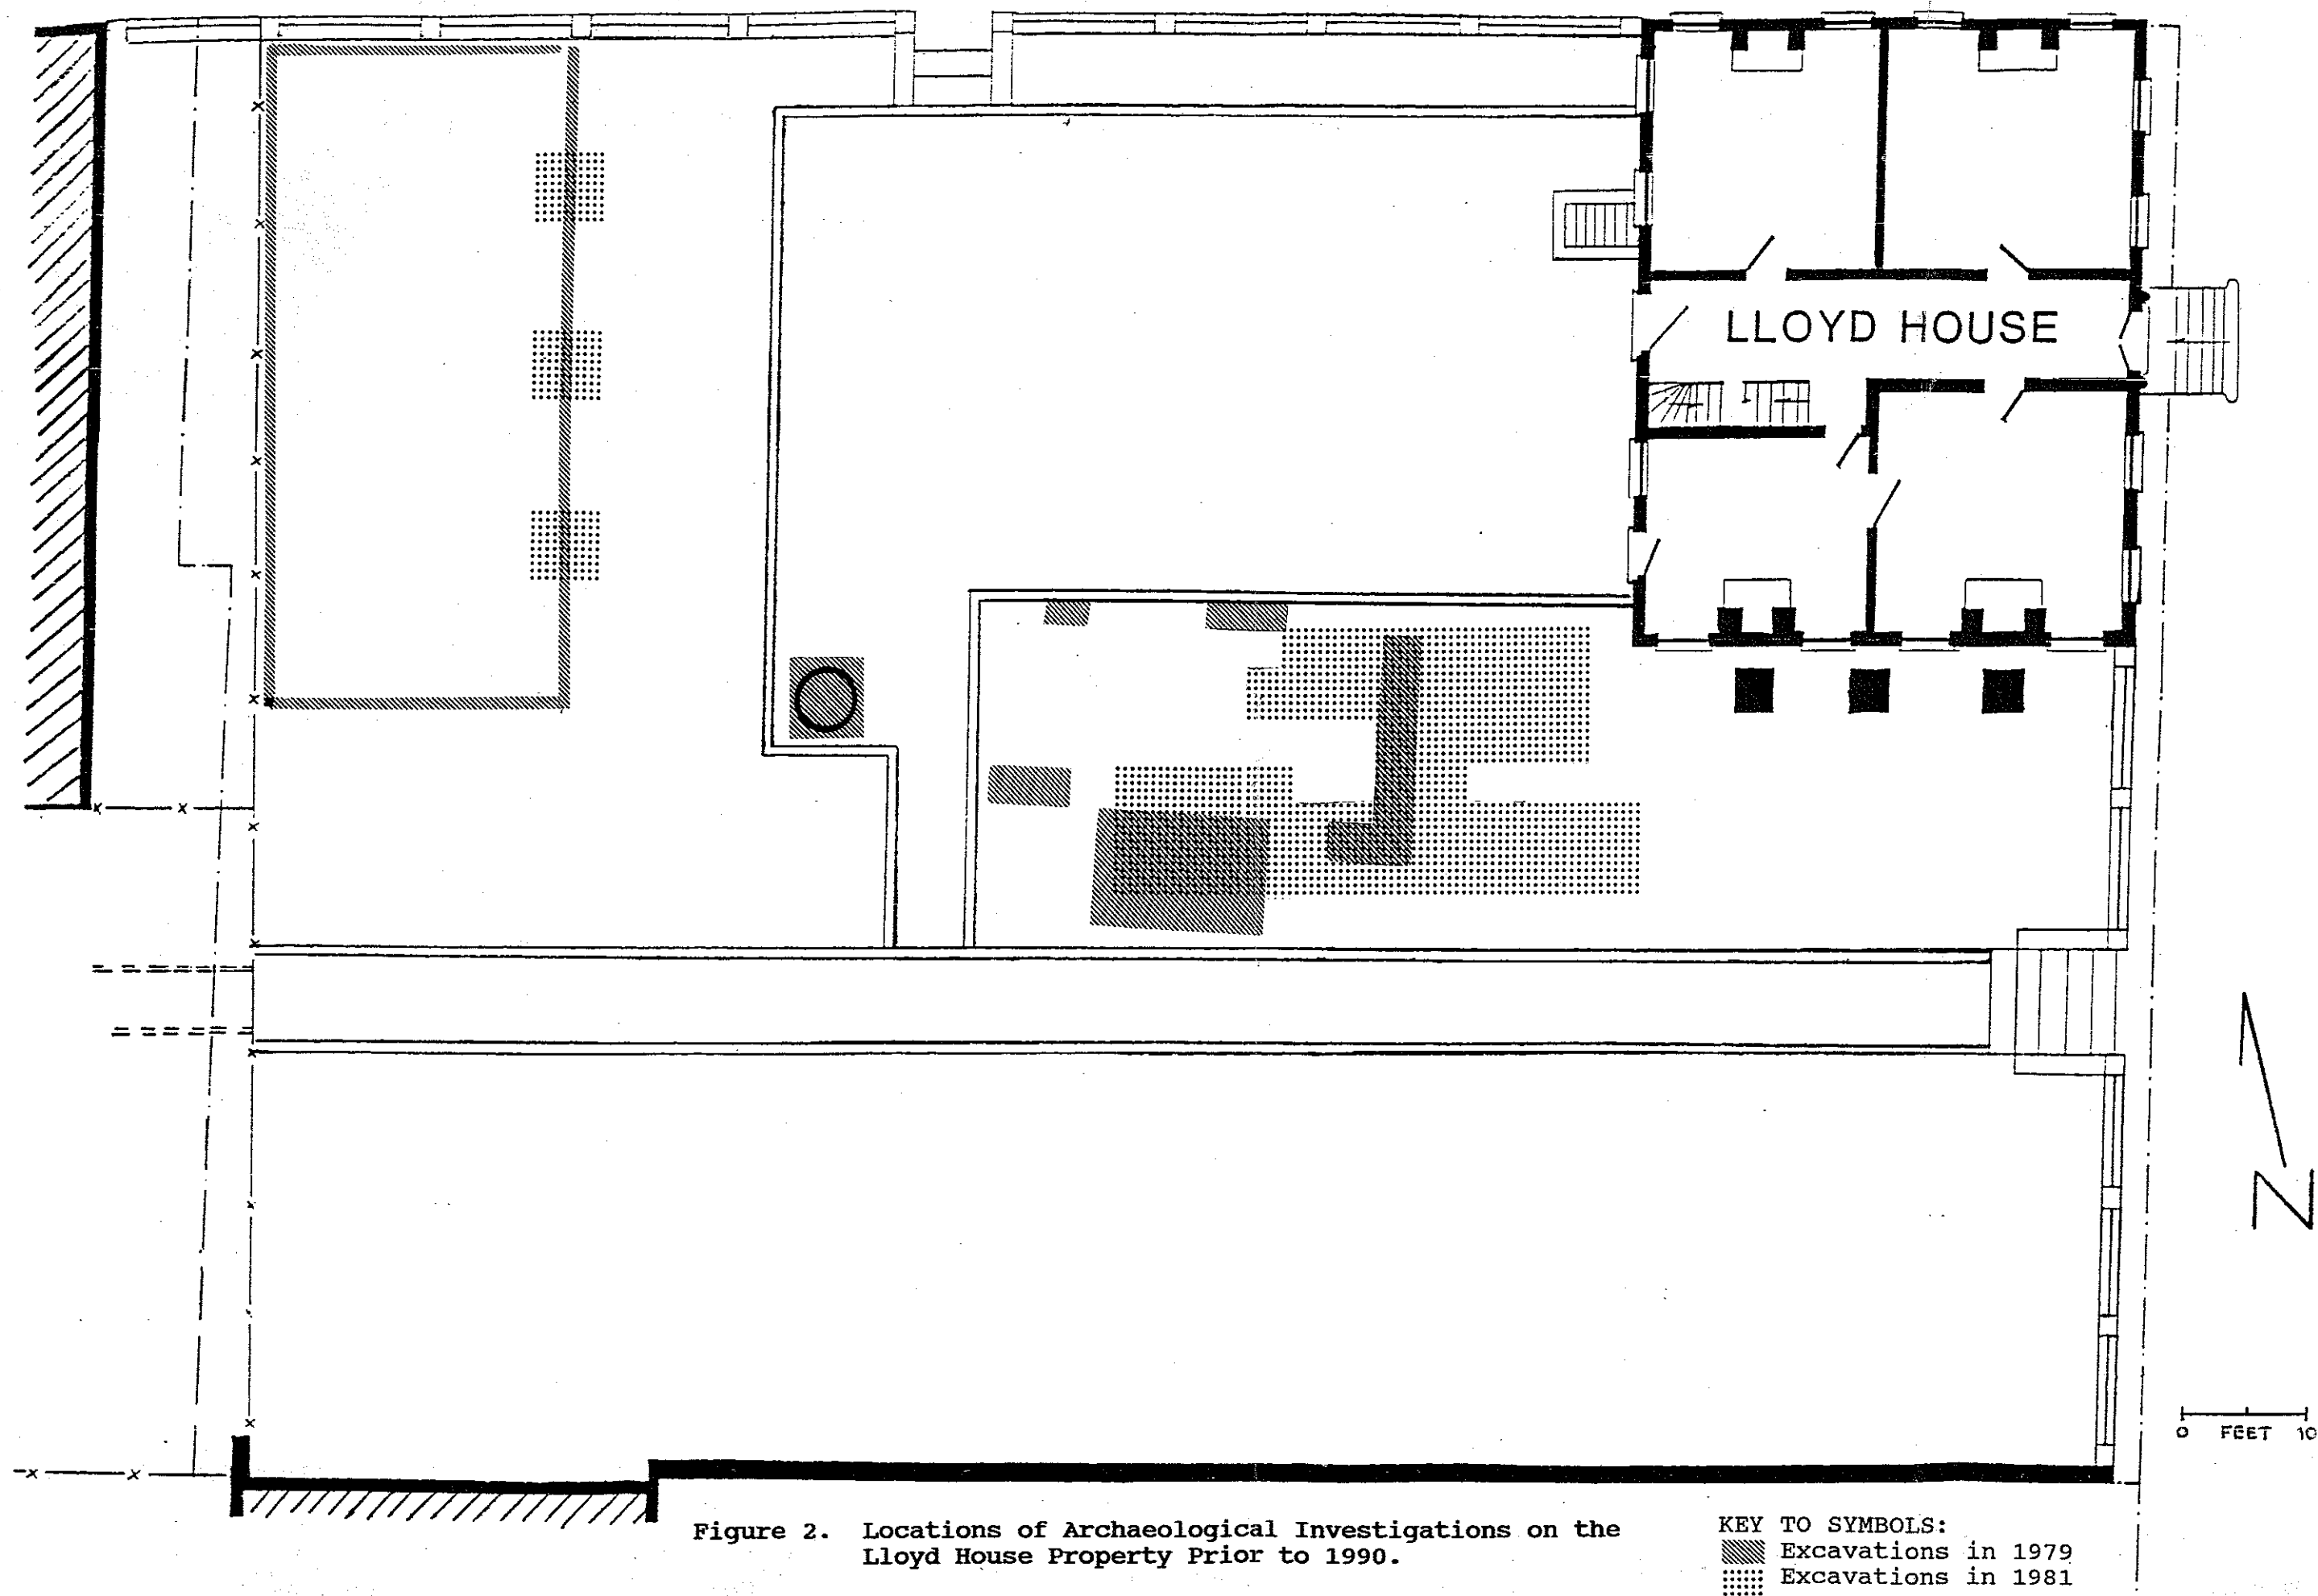 LLOYD HOUSE
N
0 FEET 10
Figure 2. Locations of Archaeological Investigations on the
Lloyd House Property Prior to 1990.
KEY TO SYMBOLS:
Excavations in 1979
Excavations in 1981